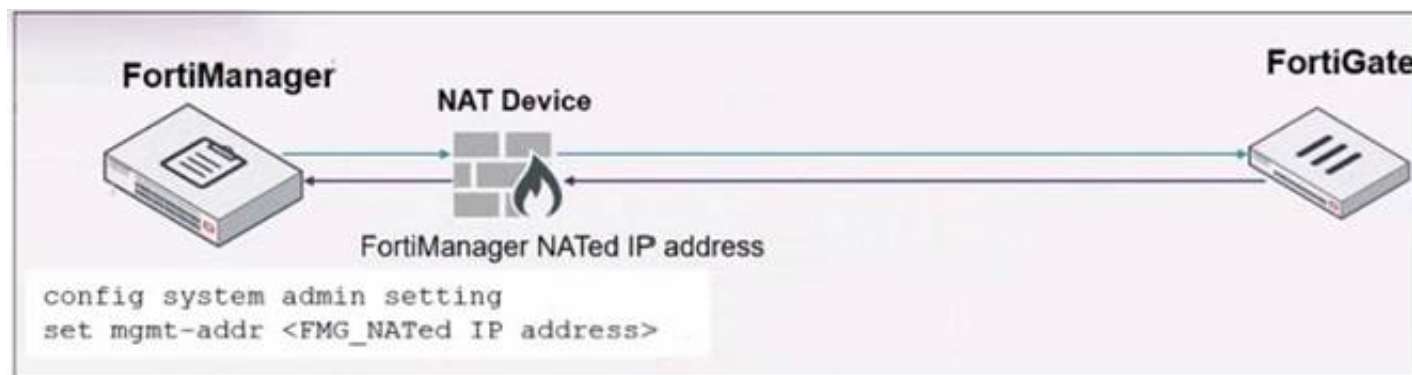 FortiManager
NAT Device
FortiGate
FortiManager NATed IP address
config system admin setting
set mgmt-addr <FMG_NATed IP address>